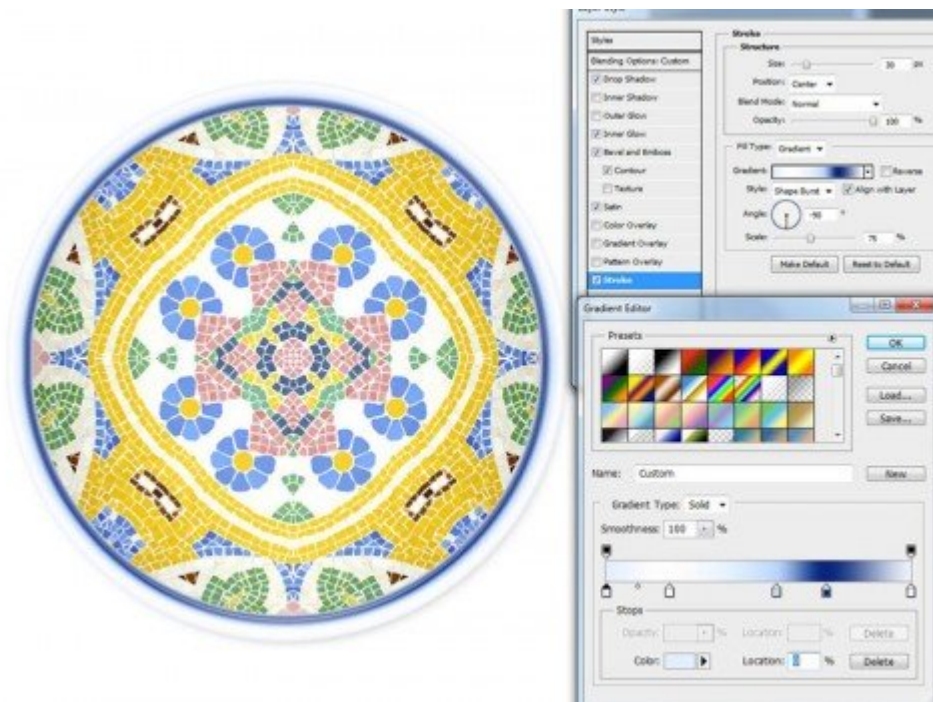 Layer Style
Styles
Blending Options: Custom
Drop Shadow
Inner Shadow
Outer Glow
Inner Glow
Bevel and Emboss
Contour
Texture
Satin
Color Overlay
Gradient Overlay
Pattern Overlay
Stroke
Stroke
Structure
Size: 30 px
Position: Center
Blend Mode: Normal
Opacity: 100 %
Fill Type: Gradient
Gradient: Reverse
Style: Shape Burst Align with Layer
Angle: -90 °
Scale: 75 %
Make Default Reset to Default
Gradient Editor
Presets
OK
Cancel
Load...
Save...
Name: Custom New
Gradient Type: Solid
Smoothness: 100 %
Stops
Opacity: % Location: % Delete
Color: Location: 0 % Delete